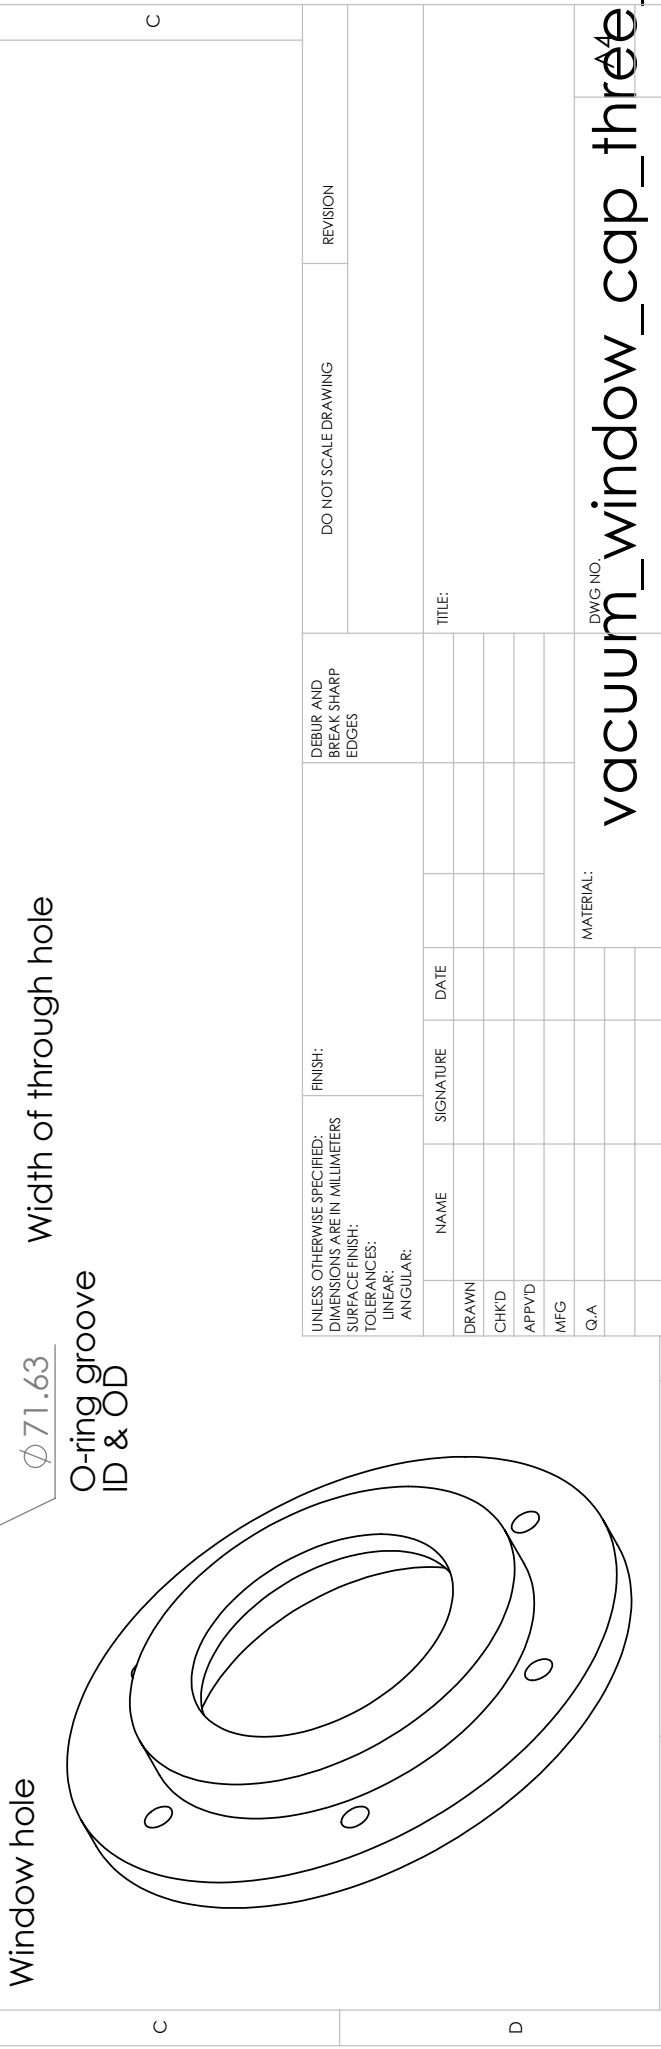 C
Window hole
Ø 71.63
O-ring groove
ID & OD
Width of through hole
C
UNLESS OTHERWISE SPECIFIED:
DIMENSIONS ARE IN MILLIMETERS
SURFACE FINISH:
TOLERANCES:
LINEAR:
ANGULAR:
FINISH:
DEBUR AND
BREAK SHARP
EDGES
DO NOT SCALE DRAWING
REVISION
NAME
SIGNATURE
DATE
TITLE:
DRAWN
CHK'D
APPV'D
MFG
Q.A
MATERIAL:
DWG NO.
vacuum_window_cap_three
A4
D